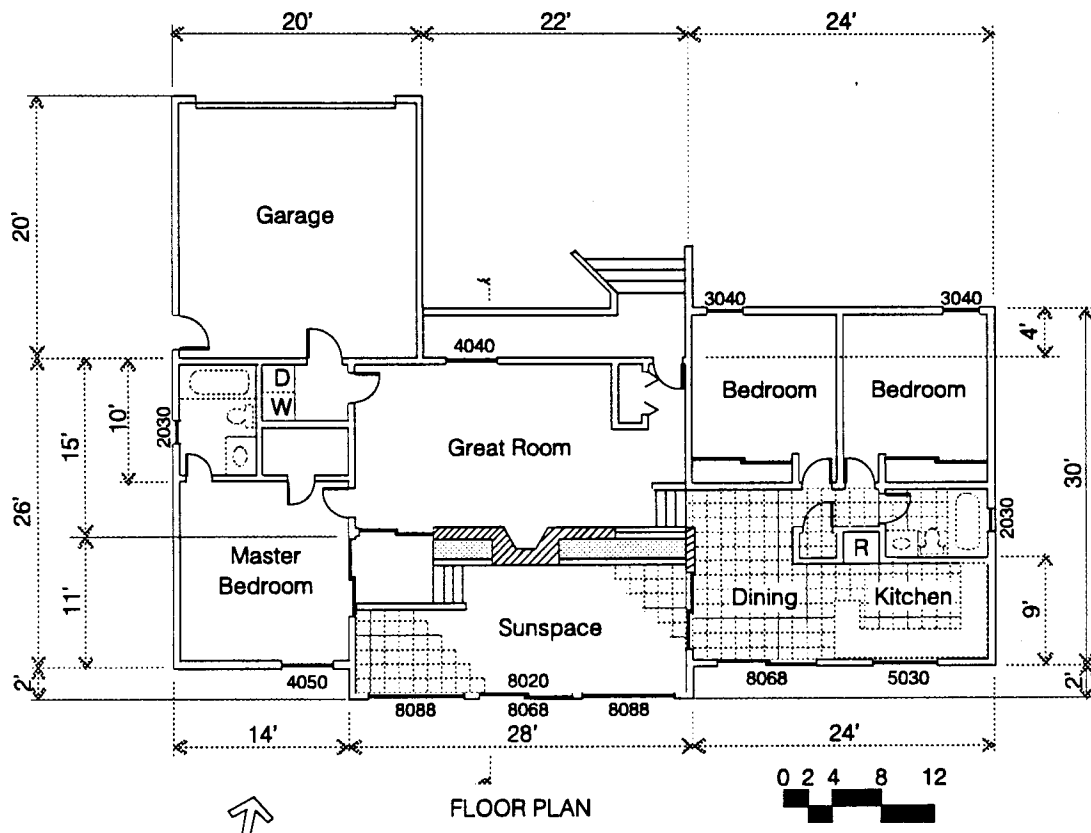 20' 22' 24'
20'
Garage
3040 3040
4'
4040
D
W
Bedroom Bedroom
10'
15'
26'
2030
Great Room
30'
2030
Master
Bedroom
R
11'
Dining Kitchen
9'
Sunspace
2'
4050
8020
8068 5030
2'
8088 8068 8088
14' 28' 24'
0 2 4 8 12
FLOOR PLAN